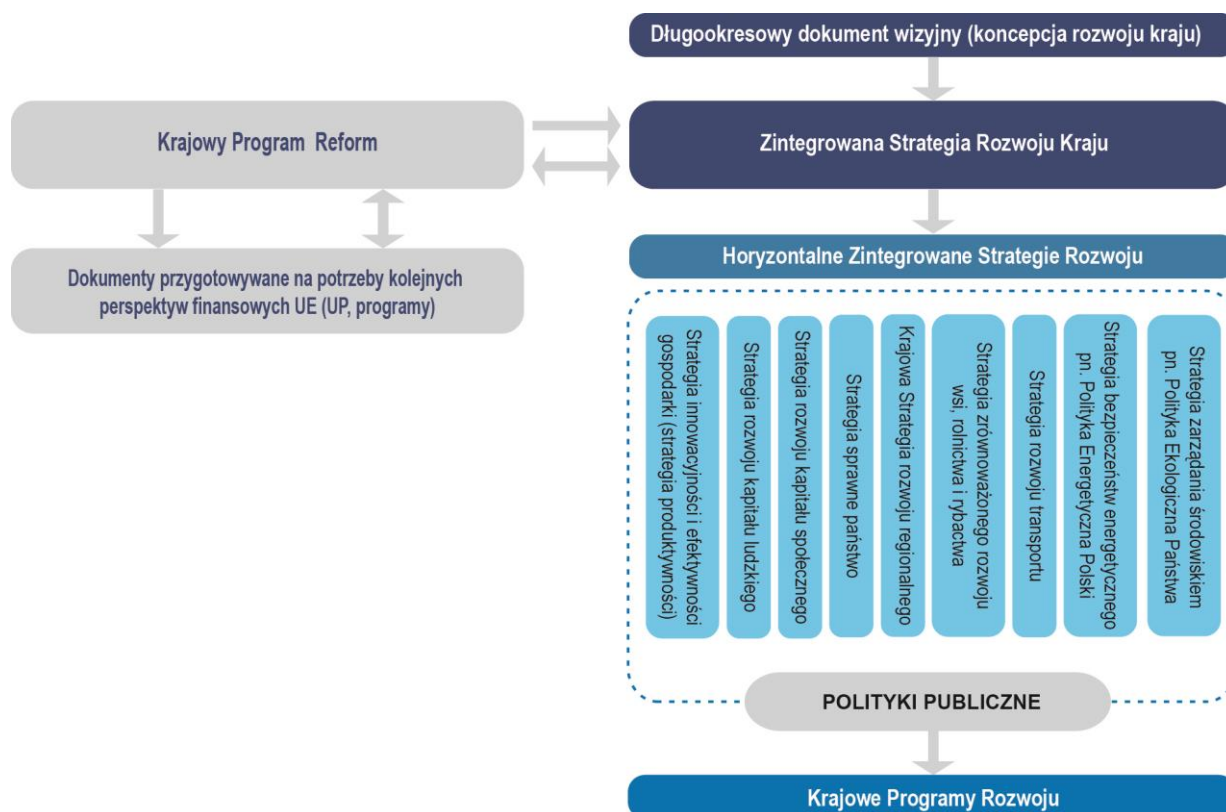 Długookresowy dokument wizyjny (koncepcja rozwoju kraju)
Krajowy Program Reform
Zintegrowana Strategia Rozwoju Kraju
Dokumenty przygotowywane na potrzeby kolejnych
perspektyw finansowych UE (UP, programy)
Horyzontalne Zintegrowane Strategie Rozwoju
Strategia innowacyjności i efektywności
gospodarki (strategia produktywności)
Strategia rozwoju kapitału ludzkiego
Strategia rozwoju kapitału społecznego
Strategia sprawne państwo
Krajowa Strategia rozwoju regionalnego
Strategia zrównoważonego rozwoju
wsi, rolnictwa i rybactwa
Strategia rozwoju transportu
Strategia bezpieczeństw energetycznego
pn. Polityka Energetyczna Polski
Strategia zarządania środowiskiem
pn. Polityka Ekologiczna Państwa
POLITYKI PUBLICZNE
Krajowe Programy Rozwoju